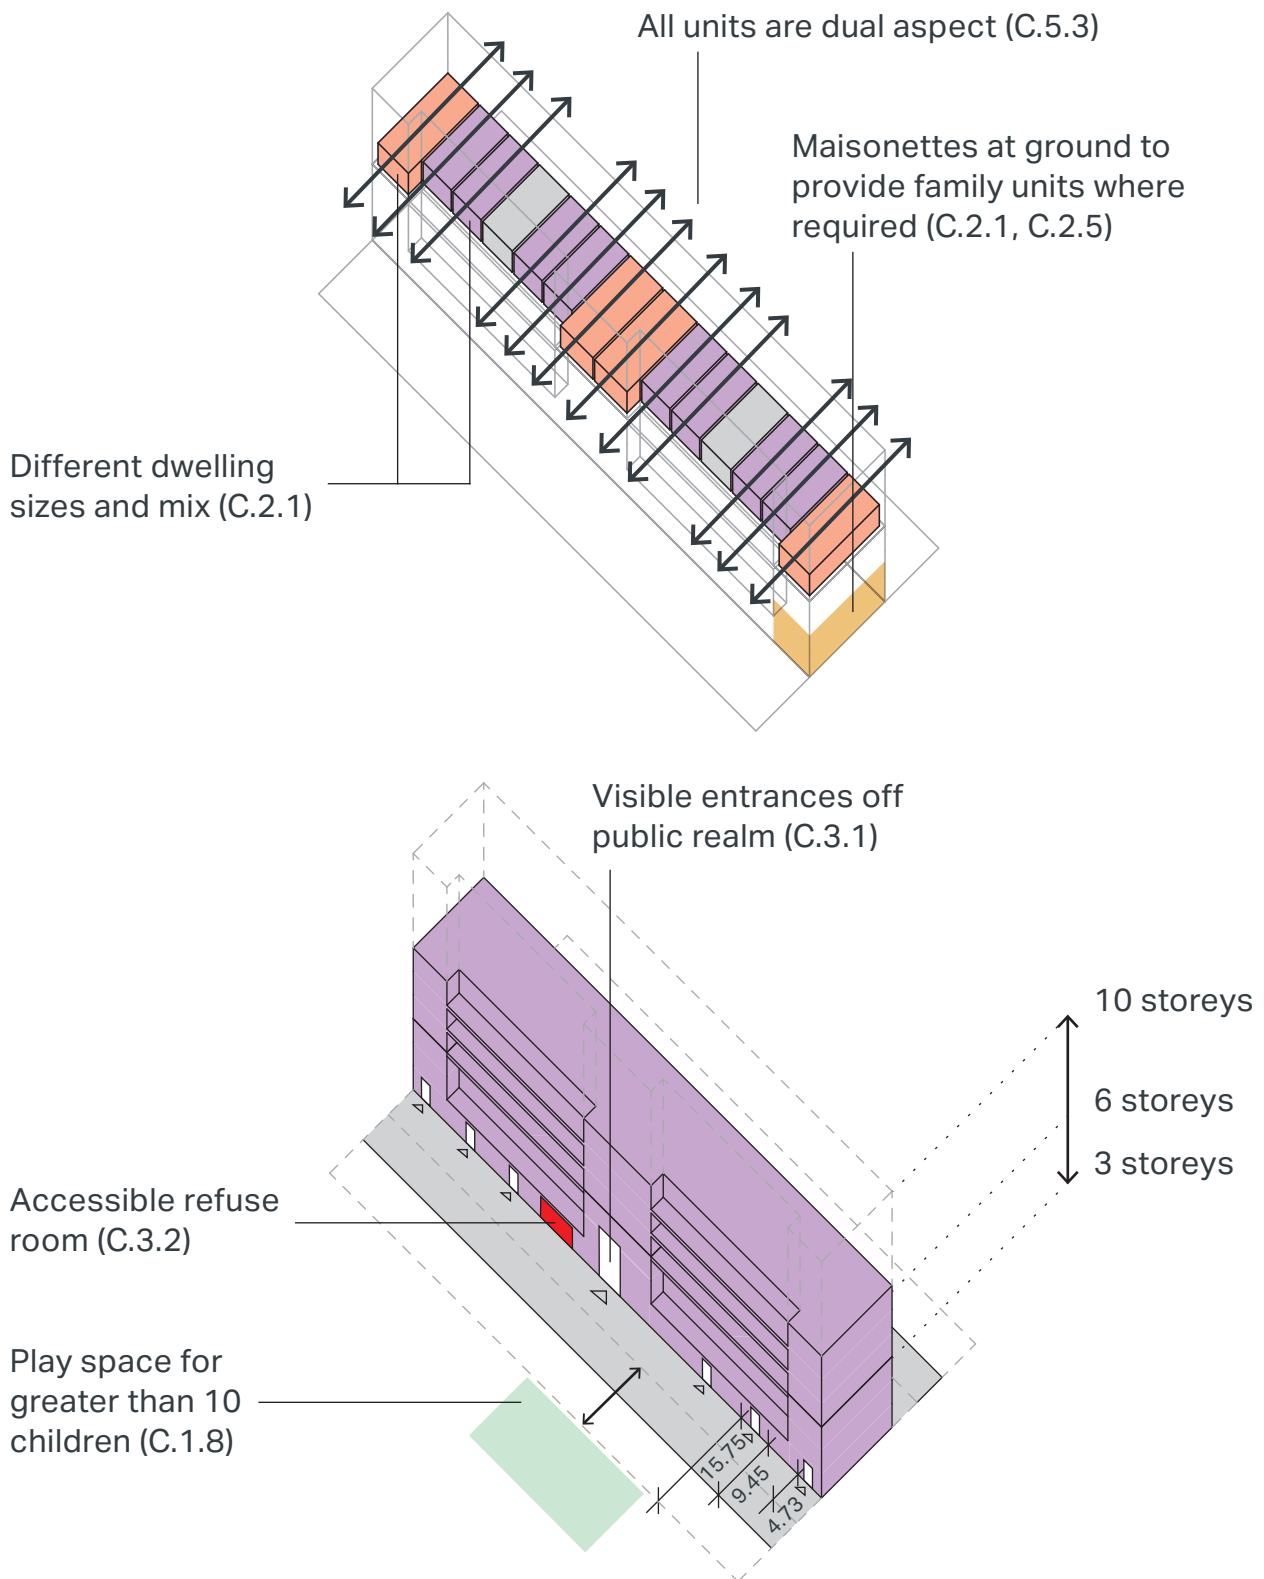 All units are dual aspect (C.5.3)
Maisonettes at ground to
provide family units where
required (C.2.1, C.2.5)
Different dwelling
sizes and mix (C.2.1)
Visible entrances off
public realm (C.3.1)
10 storeys
6 storeys
3 storeys
Accessible refuse
room (C.3.2)
Play space for
greater than 10
children (C.1.8)
15.75
9.45
4.73